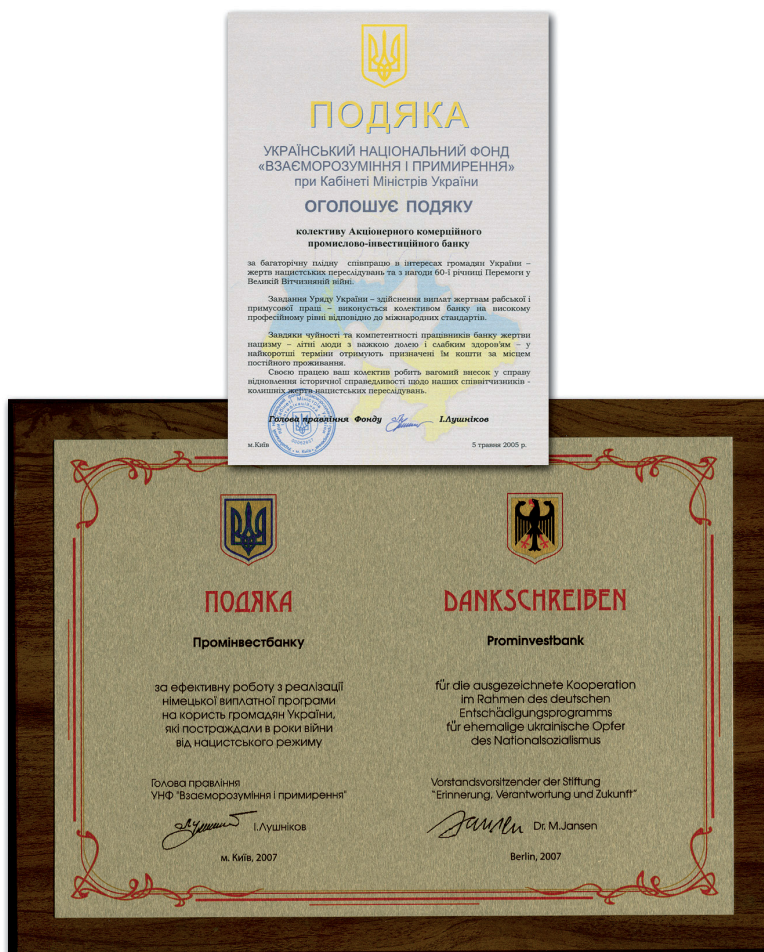 ПОДЯКА
УКРАЇНСЬКИЙ НАЦІОНАЛЬНИЙ ФОНД
«ВЗАЄМОРОЗУМІННЯ І ПРИМИРЕННЯ»
при Кабінеті Міністрів України
ОГОЛОШУЄ ПОДЯКУ
колективу Акціонерного комерційного
промислово-інвестиційного банку
за багаторічну плідну співпрацю в інтересах громадян України –
жертв нацистських переслідувань та з нагоди 60-ї річниці Перемоги у
Великій Вітчизняній війні.
Завдання Уряду України – здійснення виплат жертвам рабської і
примусової праці – виконується колективом банку на високому
професійному рівні відповідно до міжнародних стандартів.
Завдяки чуйності та компетентності працівників банку жертви
нацизму – літні люди з важкою долею і слабким здоров'ям – у
найкоротші терміни отримують призначені їм кошти за місцем
постійного проживання.
Своєю працею ваш колектив робить вагомий внесок у справу
відновлення історичної справедливості щодо наших співвітчизників -
колишніх жертв нацистських переслідувань.
Голова правління Фонду І.Лушніков
м.Київ 5 травня 2005 р.
ПОДЯКА
Промінвестбанку
за ефективну роботу з реалізації
німецької виплатної програми
на користь громадян України,
які постраждали в роки війни
від нацистського режиму
Голова правління
УНФ "Взаєморозуміння і примирення"
І.Лушніков
м. Київ, 2007
DANKSCHREIBEN
Prominvestbank
für die ausgezeichnete Kooperation
im Rahmen des deutschen
Entschädigungsprogramms
für ehemalige ukrainische Opfer
des Nationalsozialismus
Vorstandsvorsitzender der Stiftung
"Erinnerung, Verantwortung und Zukunft"
Dr. M.Jansen
Berlin, 2007